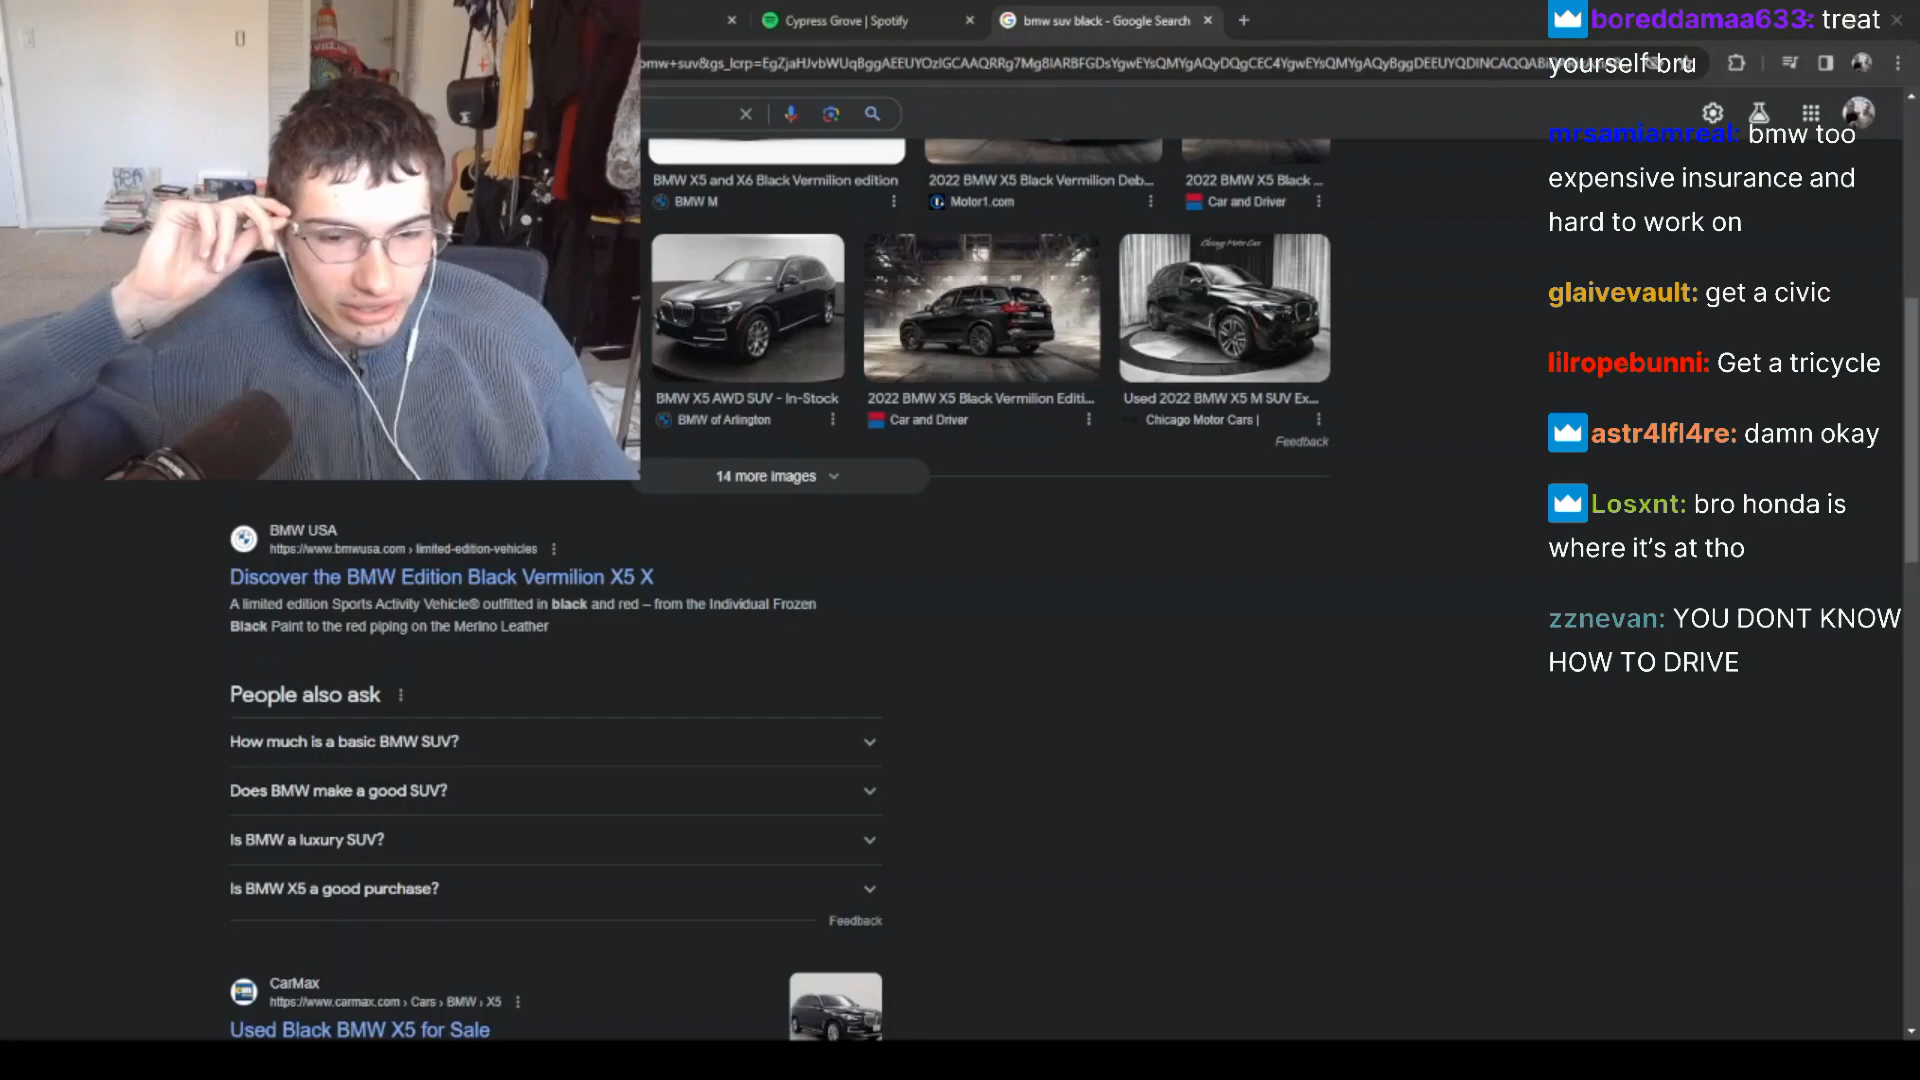 Cypress Grove | Spotify
bmw suv black - Google Search
BMW X5 and X6 Black Vermilion edition
BMW M
2022 BMW X5 Black Vermilion Deb...
Motor1.com
2022 BMW X5 Black ...
Car and Driver
Chicago Motor Cars
BMW X5 AWD SUV - In-Stock
BMW of Arlington
2022 BMW X5 Black Vermilion Editi...
Car and Driver
Used 2022 BMW X5 M SUV Ex...
Chicago Motor Cars |
Feedback
14 more images
BMW USA
https://www.bmwusa.com › limited-edition-vehicles
Discover the BMW Edition Black Vermilion X5 X
A limited edition Sports Activity Vehicle® outfitted in black and red – from the Individual Frozen
Black Paint to the red piping on the Merino Leather
People also ask
How much is a basic BMW SUV?
Does BMW make a good SUV?
Is BMW a luxury SUV?
Is BMW X5 a good purchase?
Feedback
CarMax
https://www.carmax.com › Cars › BMW › X5
Used Black BMW X5 for Sale
boreddamaa633: treat
yourself bru
mrsamiamreal: bmw too
expensive insurance and
hard to work on
glaivevault: get a civic
lilropebunni: Get a tricycle
astr4lfl4re: damn okay
Losxnt: bro honda is
where it's at tho
zznevan: YOU DONT KNOW
HOW TO DRIVE